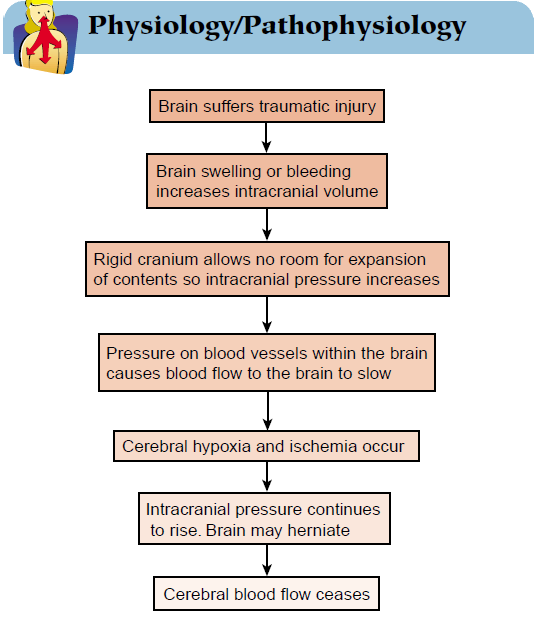 Physiology/Pathophysiology
Brain suffers traumatic injury
Brain swelling or bleeding
increases intracranial volume
Rigid cranium allows no room for expansion
of contents so intracranial pressure increases
Pressure on blood vessels within the brain
causes blood flow to the brain to slow
Cerebral hypoxia and ischemia occur
Intracranial pressure continues
to rise. Brain may herniate
Cerebral blood flow ceases